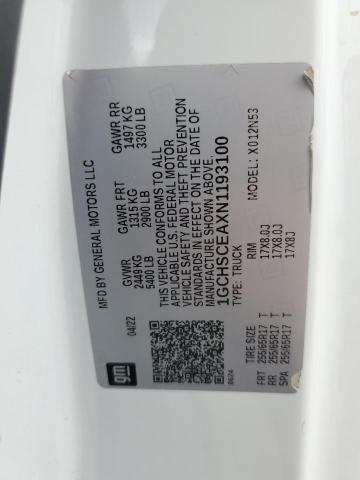 MFD BY GENERAL MOTORS LLC
GVWR GAWR FRT GAWR RR
2449 KG 1315 KG 1497 KG
5400 LB 2900 LB 3300 LB
THIS VEHICLE CONFORMS TO ALL
APPLICABLE U.S. FEDERAL MOTOR
VEHICLE SAFETY AND THEFT PREVENTION
STANDARDS IN EFFECT ON THE DATE OF
MANUFACTURE SHOWN ABOVE.
1GCHSCEAXN1193100
TYPE: TRUCK MODEL: X012N53
04/22
gm
0624
TIRE SIZE RIM
FRT 255/65R17 T 17X8.0J
RR 255/65R17 T 17X8.0J
SPA 255/65R17 T 17X8J